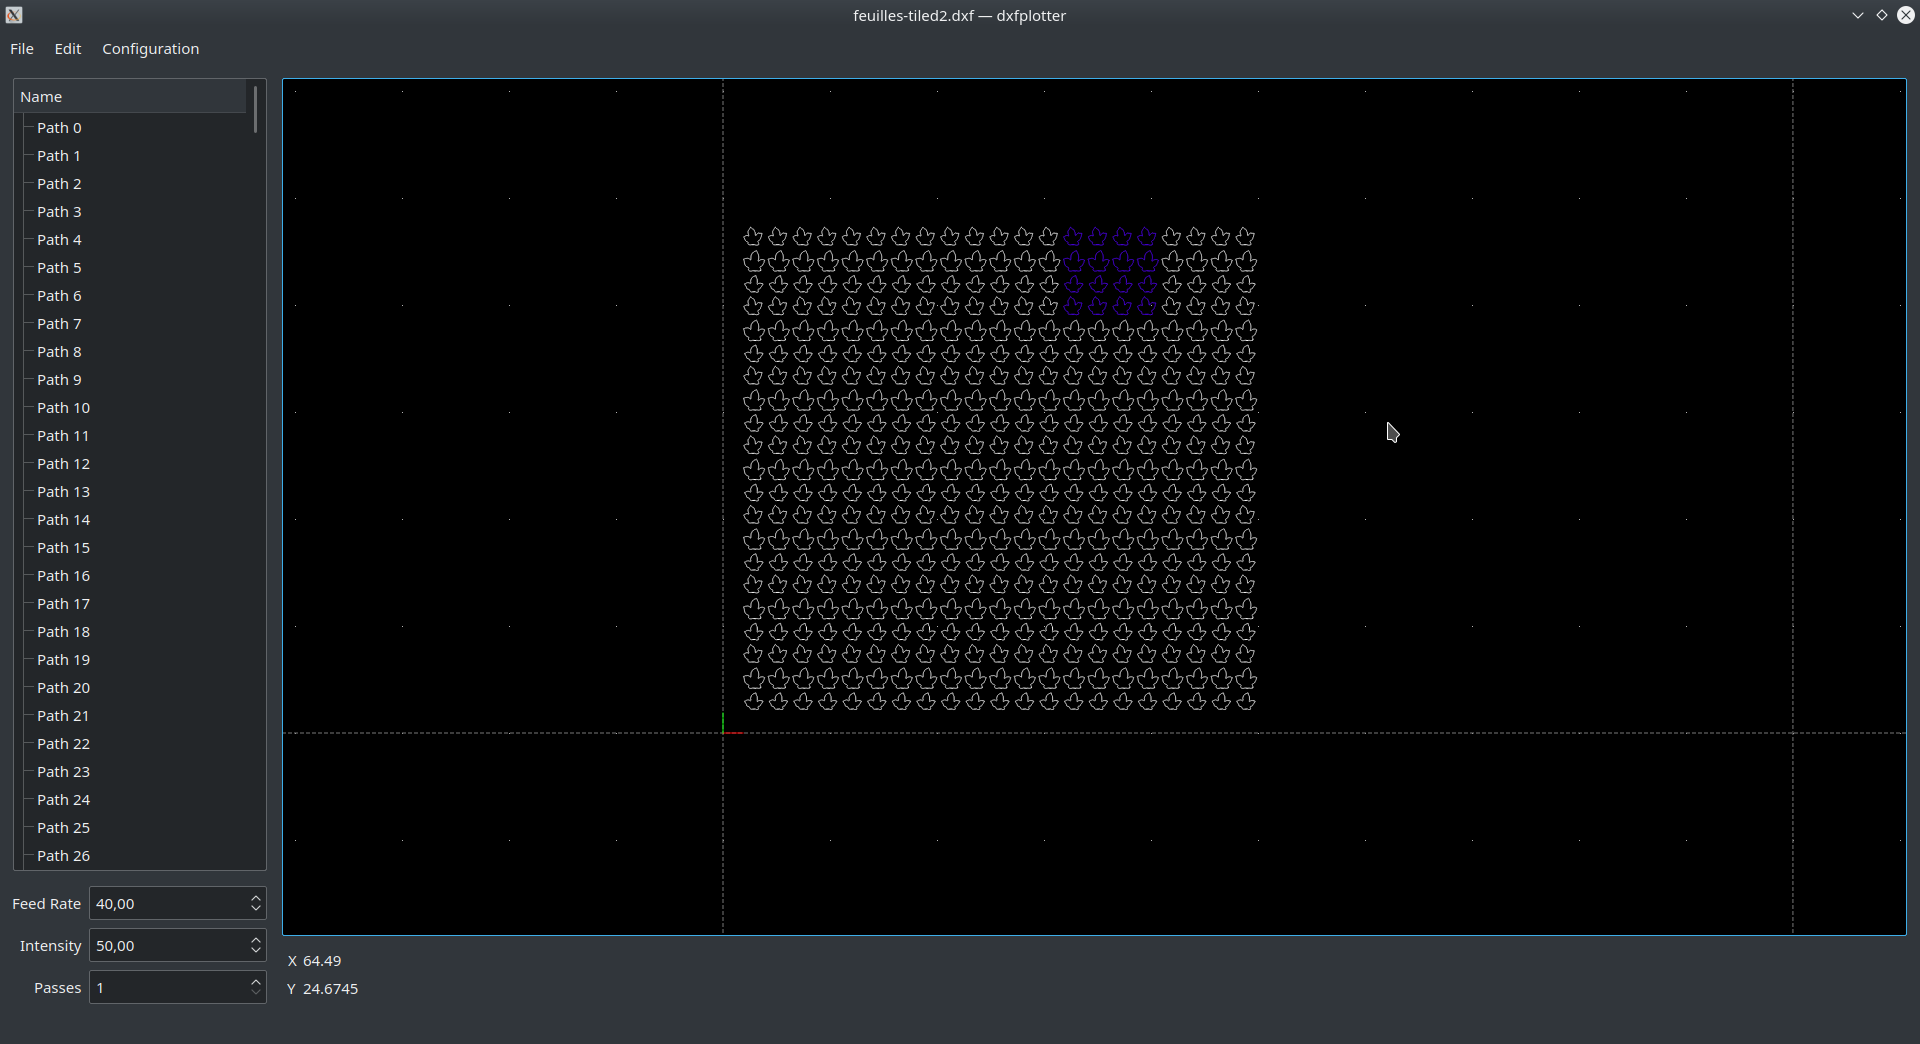 feuilles-tiled2.dxf — dxfplotter
File Edit Configuration
Name
Path 0
Path 1
Path 2
Path 3
Path 4
Path 5
Path 6
Path 7
Path 8
Path 9
Path 10
Path 11
Path 12
Path 13
Path 14
Path 15
Path 16
Path 17
Path 18
Path 19
Path 20
Path 21
Path 22
Path 23
Path 24
Path 25
Path 26
Feed Rate 40,00
Intensity 50,00
Passes 1
X 64.49
Y 24.6745